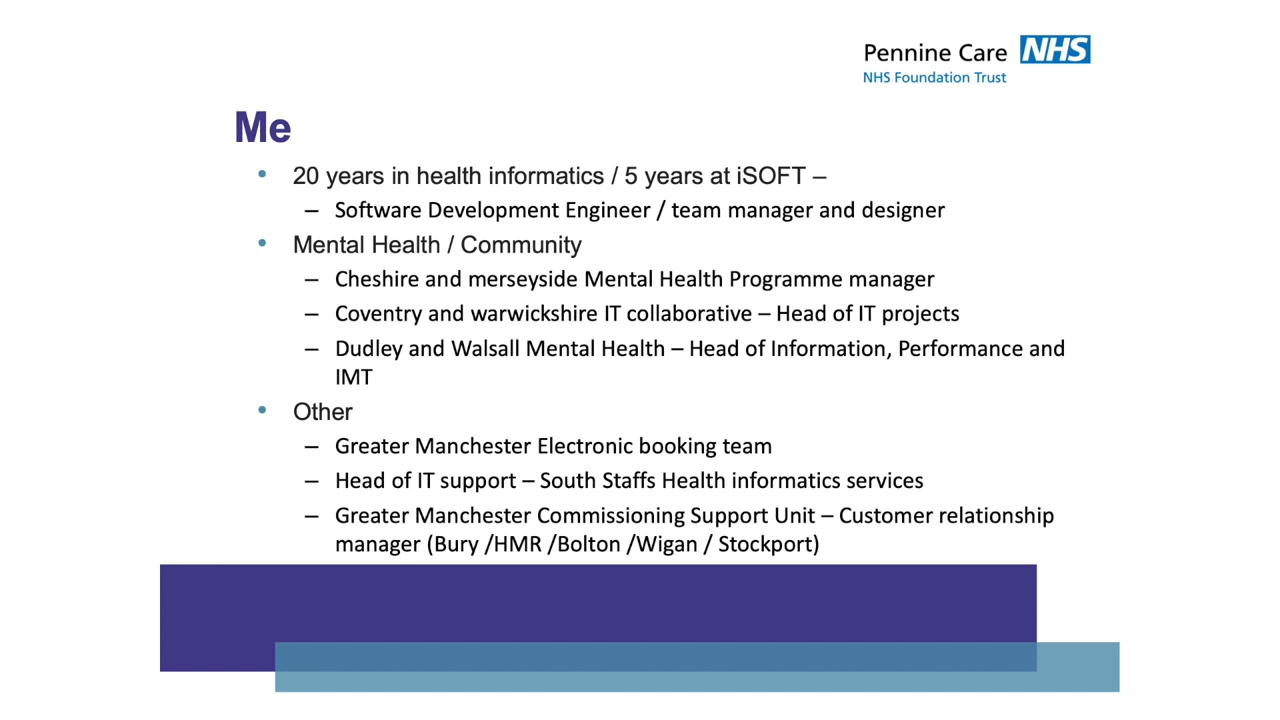 Pennine Care NHS
NHS Foundation Trust
Me
• 20 years in health informatics / 5 years at iSOFT –
– Software Development Engineer / team manager and designer
• Mental Health / Community
– Cheshire and merseyside Mental Health Programme manager
– Coventry and warwickshire IT collaborative – Head of IT projects
– Dudley and Walsall Mental Health – Head of Information, Performance and
IMT
• Other
– Greater Manchester Electronic booking team
– Head of IT support – South Staffs Health informatics services
– Greater Manchester Commissioning Support Unit – Customer relationship
manager (Bury /HMR /Bolton /Wigan / Stockport)